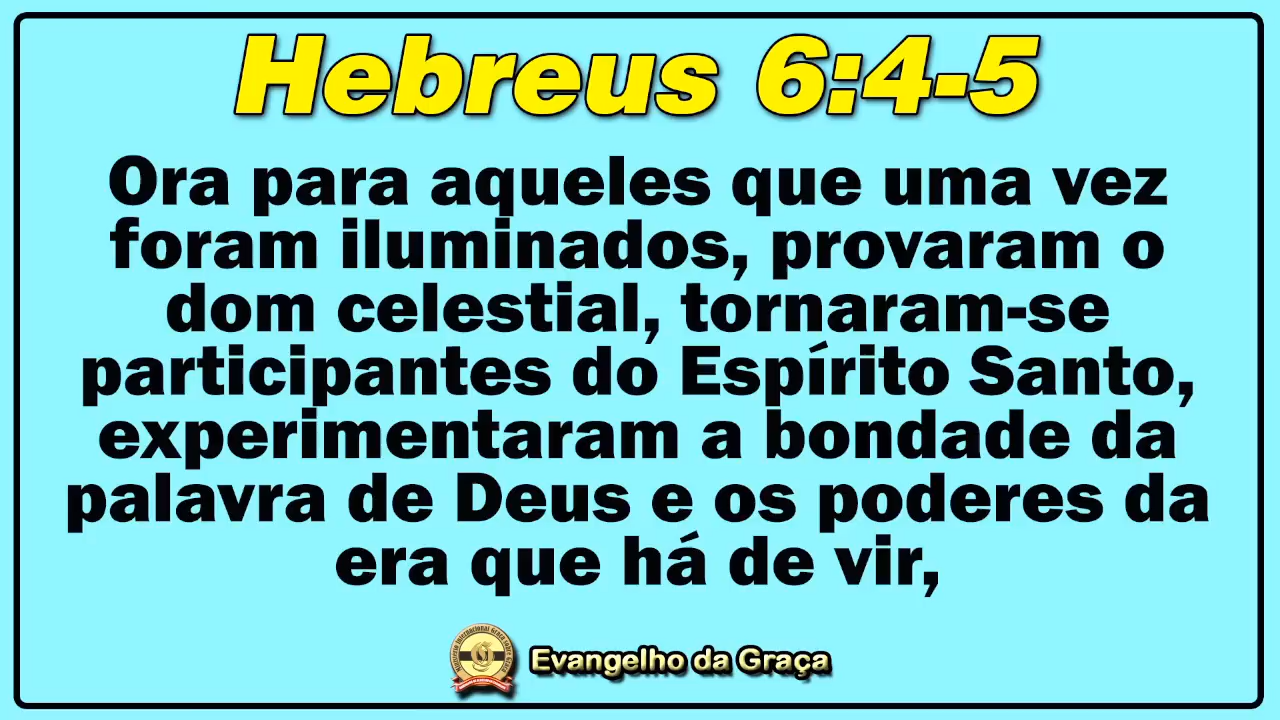 Hebreus 6:4-5
Ora para aqueles que uma vez
foram iluminados, provaram o
dom celestial, tornaram-se
participantes do Espírito Santo,
experimentaram a bondade da
palavra de Deus e os poderes da
era que há de vir,
Evangelho da Graça